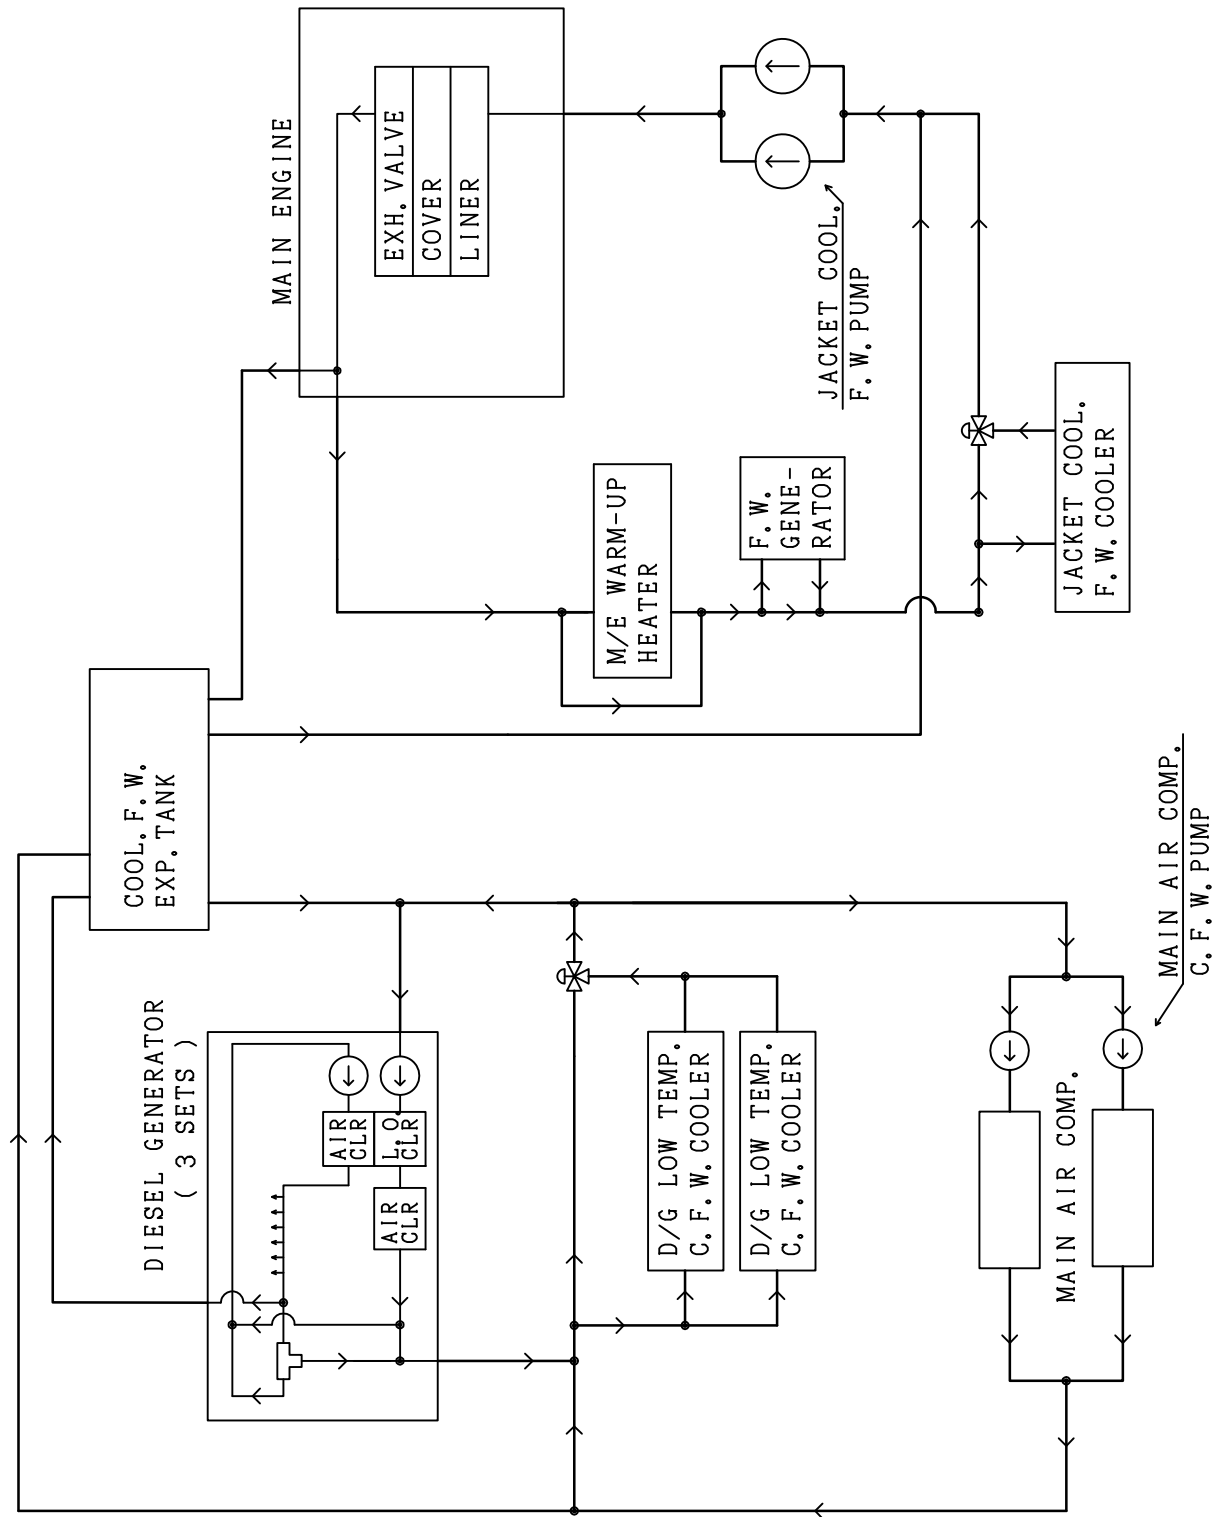 MAIN ENGINE
EXH. VALVE
COVER
LINER
JACKET COOL.
F. W. PUMP
M/E WARM-UP
HEATER
F. W.
GENE-
RATOR
JACKET COOL.
F. W. COOLER
COOL. F. W.
EXP. TANK
DIESEL GENERATOR
( 3 SETS )
AIR
CLR
L. O.
CLR
AIR
CLR
D/G LOW TEMP.
C. F. W. COOLER
D/G LOW TEMP.
C. F. W. COOLER
MAIN AIR COMP.
MAIN AIR COMP.
C. F. W. PUMP